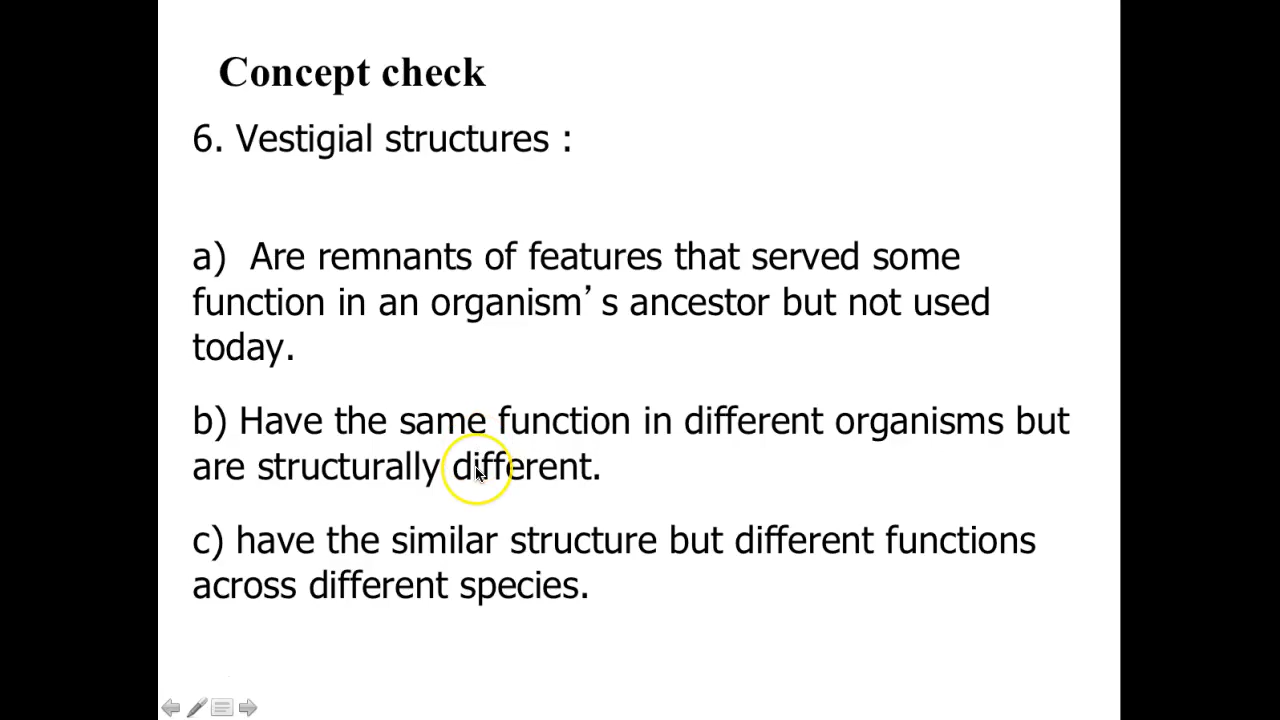 Concept check
6. Vestigial structures :
a)  Are remnants of features that served some
function in an organism’ s ancestor but not used
today.
b) Have the same function in different organisms but
are structurally different.
c) have the similar structure but different functions
across different species.